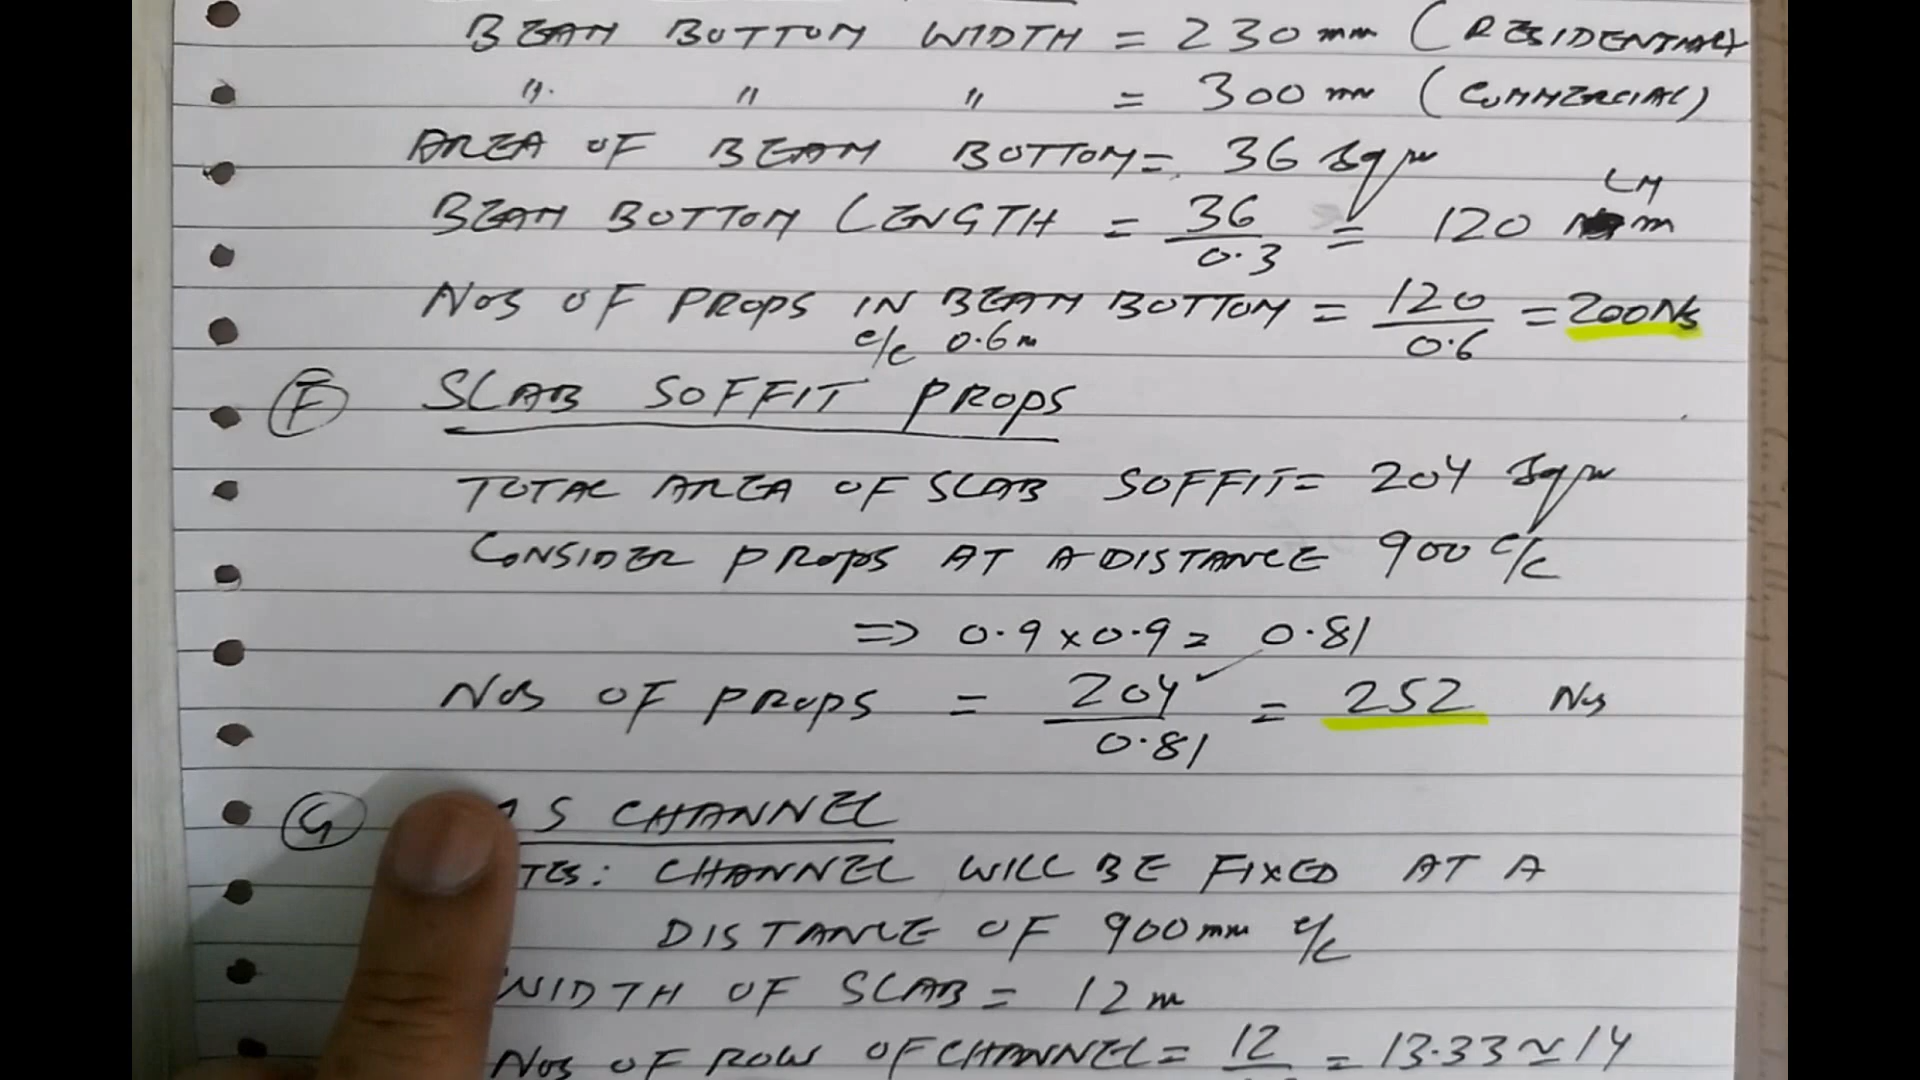 BEAM BOTTOM WIDTH = 230 mm (RESIDENTIAL)
" " " = 300 mm (COMMERCIAL)
AREA OF BEAM BOTTOM = 36 Sqm
LM
BEAM BOTTOM LENGTH = 36/0.3 = 120 m
NOS OF PROPS IN BEAM BOTTOM = 120/0.6 = 200 Ns
c/c 0.6 m
(F) SLAB SOFFIT PROPS
TOTAL AREA OF SLAB SOFFIT = 204 Sqm
CONSIDER PROPS AT A DISTANCE 900 c/c
=> 0.9 x 0.9 = 0.81
NOS OF PROPS = 204/0.81 = 252 Nos
(G) S CHANNEL
TES: CHANNEL WILL BE FIXED AT A
DISTANCE OF 900 mm c/c
WIDTH OF SLAB = 12 m
NOS OF ROW OF CHANNEL = 12 = 13.33 ≈ 14